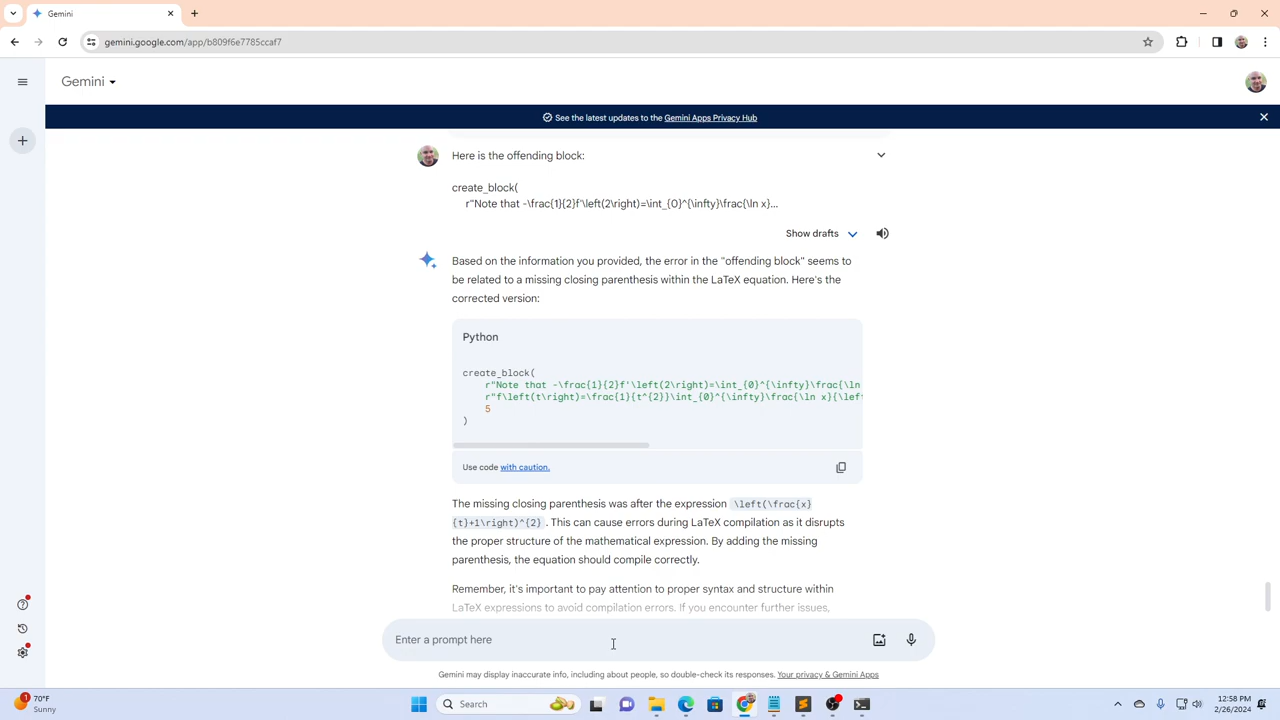 Gemini
gemini.google.com/app/b809f6e7785ccaf7
Gemini
See the latest updates to the Gemini Apps Privacy Hub
Here is the offending block:
create_block(
r"Note that -\frac{1}{2}f'\left(2\right)=\int_{0}^{\infty}\frac{\ln x}...
Show drafts
Based on the information you provided, the error in the "offending block" seems to
be related to a missing closing parenthesis within the LaTeX equation. Here's the
corrected version:
Python
create_block(
r"Note that -\frac{1}{2}f'\left(2\right)=\int_{0}^{\infty}\frac{\ln
r"f\left(t\right)=\frac{1}{t^{2}}\int_{0}^{\infty}\frac{\ln x}{\lef
5
)
Use code with caution.
The missing closing parenthesis was after the expression \left(\frac{x}
{t}+1\right)^{2}. This can cause errors during LaTeX compilation as it disrupts
the proper structure of the mathematical expression. By adding the missing
parenthesis, the equation should compile correctly.
Remember, it's important to pay attention to proper syntax and structure within
LaTeX expressions to avoid compilation errors. If you encounter further issues,
Enter a prompt here
Gemini may display inaccurate info, including about people, so double-check its responses. Your privacy & Gemini Apps
70°F
Sunny
Search
12:58 PM
2/26/2024